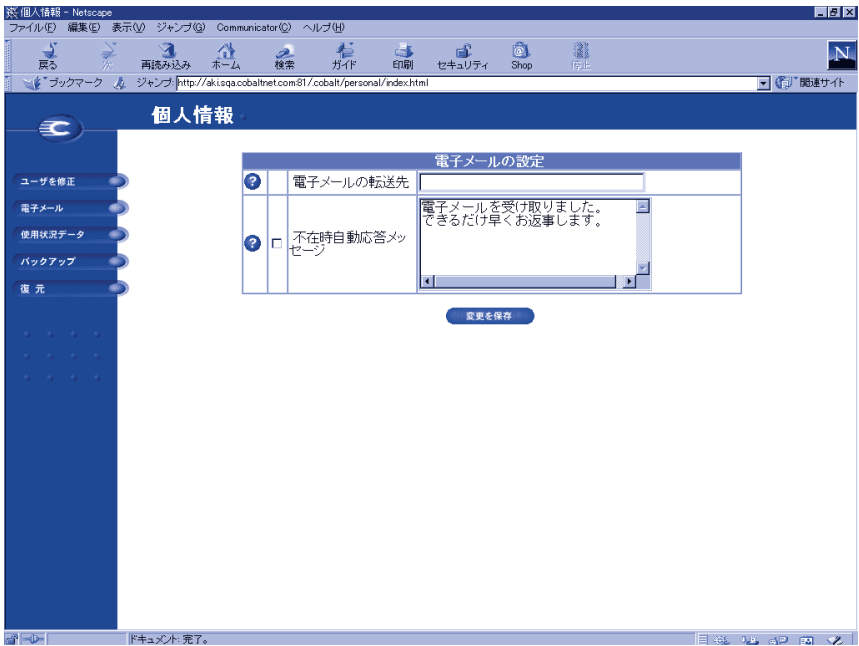 個人情報 - Netscape
ファイル(F) 編集(E) 表示(V) ジャンプ(G) Communicator(C) ヘルプ(H)
戻る 次 再読み込み ホーム 検索 ガイド 印刷 セキュリティ Shop 停止
ブックマーク ジャンプ: http://aki.sqa.cobaltnet.com:81/.cobalt/personal/index.html 関連サイト
個人情報
ユーザを修正
電子メール
使用状況データ
バックアップ
復元
電子メールの設定
電子メールの転送先
不在時自動応答メッ
セージ
電子メールを受け取りました。
できるだけ早くお返事します。
変更を保存
ドキュメント: 完了。